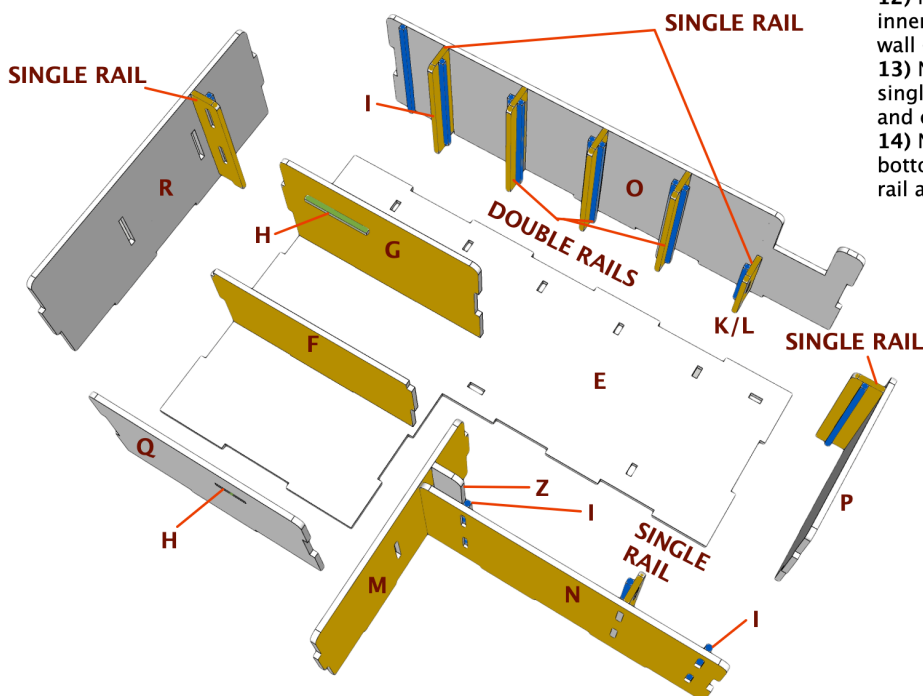 SINGLE RAIL
SINGLE RAIL
I
R
O
H
G
DOUBLE RAILS
K/L
F
E
SINGLE RAIL
Q
Z
I
P
H
SINGLE
RAIL
M
N
I
12)
inner
wall
13)
singl
and
14)
botto
rail a